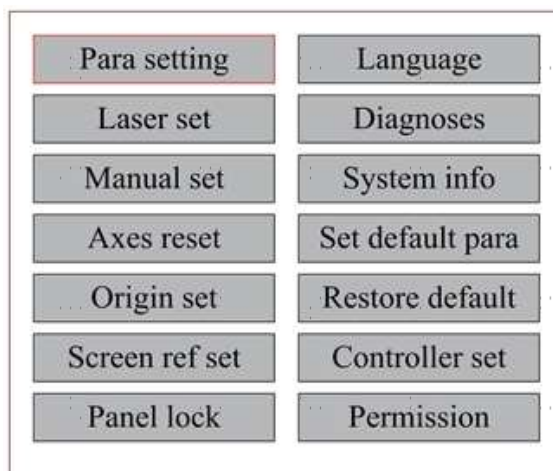 Para setting
Language
Laser set
Diagnoses
Manual set
System info
Axes reset
Set default para
Origin set
Restore default
Screen ref set
Controller set
Panel lock
Permission